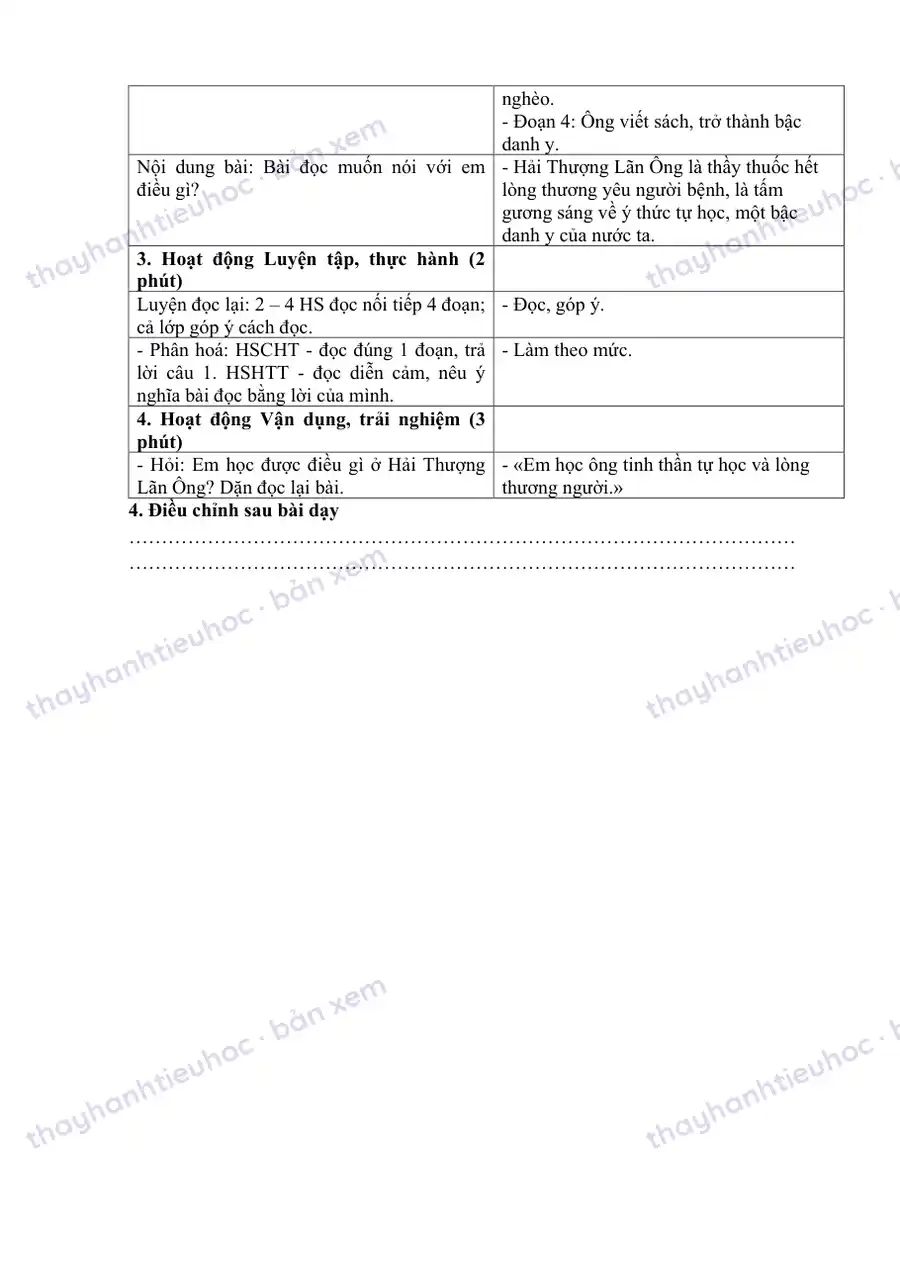 nghèo.
- Đoạn 4: Ông viết sách, trở thành bậc
danh y.
Nội dung bài: Bài đọc muốn nói với em
điều gì?
- Hải Thượng Lãn Ông là thầy thuốc hết
lòng thương yêu người bệnh, là tấm
gương sáng về ý thức tự học, một bậc
danh y của nước ta.
3. Hoạt động Luyện tập, thực hành (2
phút)
Luyện đọc lại: 2 – 4 HS đọc nối tiếp 4 đoạn;
cả lớp góp ý cách đọc.
- Đọc, góp ý.
- Phân hoá: HSCHT - đọc đúng 1 đoạn, trả
lời câu 1. HSHTT - đọc diễn cảm, nêu ý
nghĩa bài đọc bằng lời của mình.
- Làm theo mức.
4. Hoạt động Vận dụng, trải nghiệm (3
phút)
- Hỏi: Em học được điều gì ở Hải Thượng
Lãn Ông? Dặn đọc lại bài.
- «Em học ông tinh thần tự học và lòng
thương người.»
4. Điều chỉnh sau bài dạy
……………………………………………………………………………………………
……………………………………………………………………………………………
thayhanhtieuhoc · bản xem
thayhanhtieuhoc · b
thayhanhtieuhoc · bản xem
thayhanhtieuhoc · b
thayhanhtieuhoc · bản xem
thayhanhtieuhoc · b